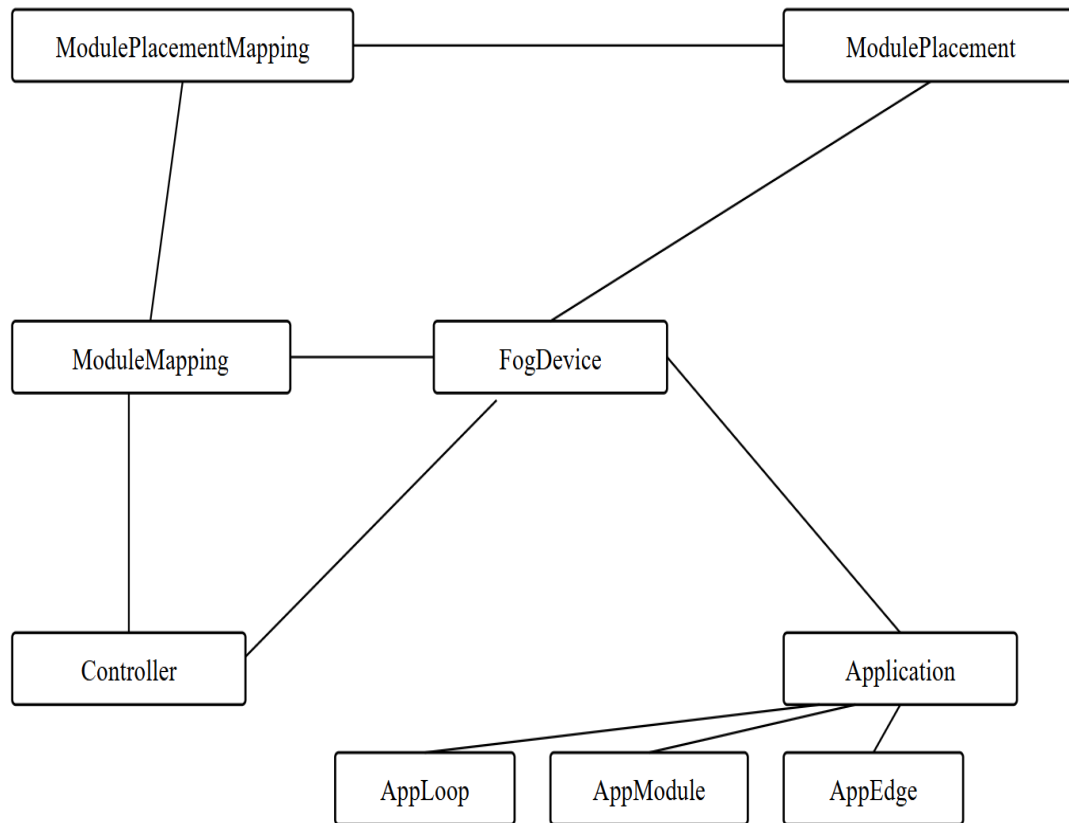 ModulePlacementMapping
ModulePlacement
ModuleMapping
FogDevice
Controller
Application
AppLoop
AppModule
AppEdge